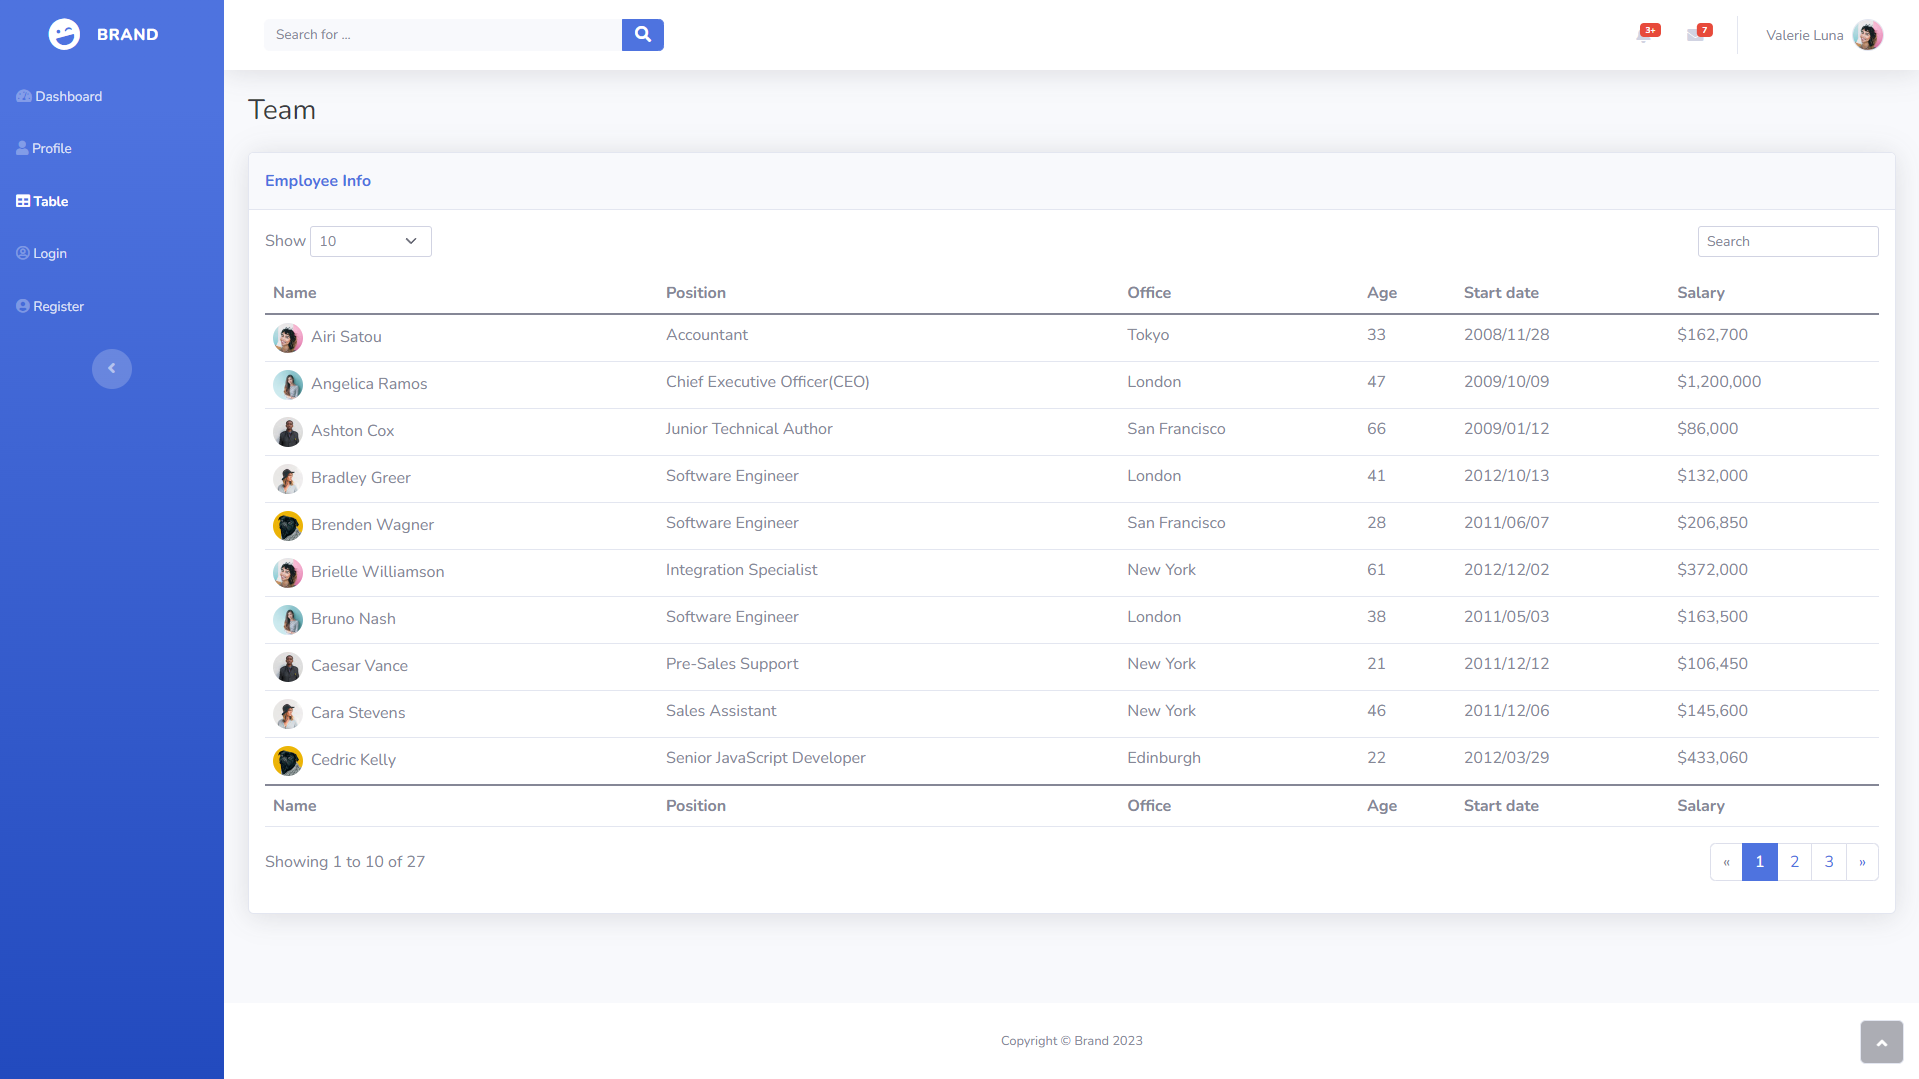 BRAND
Search for ...
3+
7
Valerie Luna
Dashboard
Profile
Table
Login
Register
Team
Employee Info
Show 10
Search
Name Position Office Age Start date Salary
Airi Satou Accountant Tokyo 33 2008/11/28 $162,700
Angelica Ramos Chief Executive Officer(CEO) London 47 2009/10/09 $1,200,000
Ashton Cox Junior Technical Author San Francisco 66 2009/01/12 $86,000
Bradley Greer Software Engineer London 41 2012/10/13 $132,000
Brenden Wagner Software Engineer San Francisco 28 2011/06/07 $206,850
Brielle Williamson Integration Specialist New York 61 2012/12/02 $372,000
Bruno Nash Software Engineer London 38 2011/05/03 $163,500
Caesar Vance Pre-Sales Support New York 21 2011/12/12 $106,450
Cara Stevens Sales Assistant New York 46 2011/12/06 $145,600
Cedric Kelly Senior JavaScript Developer Edinburgh 22 2012/03/29 $433,060
Name Position Office Age Start date Salary
Showing 1 to 10 of 27
« 1 2 3 »
Copyright © Brand 2023